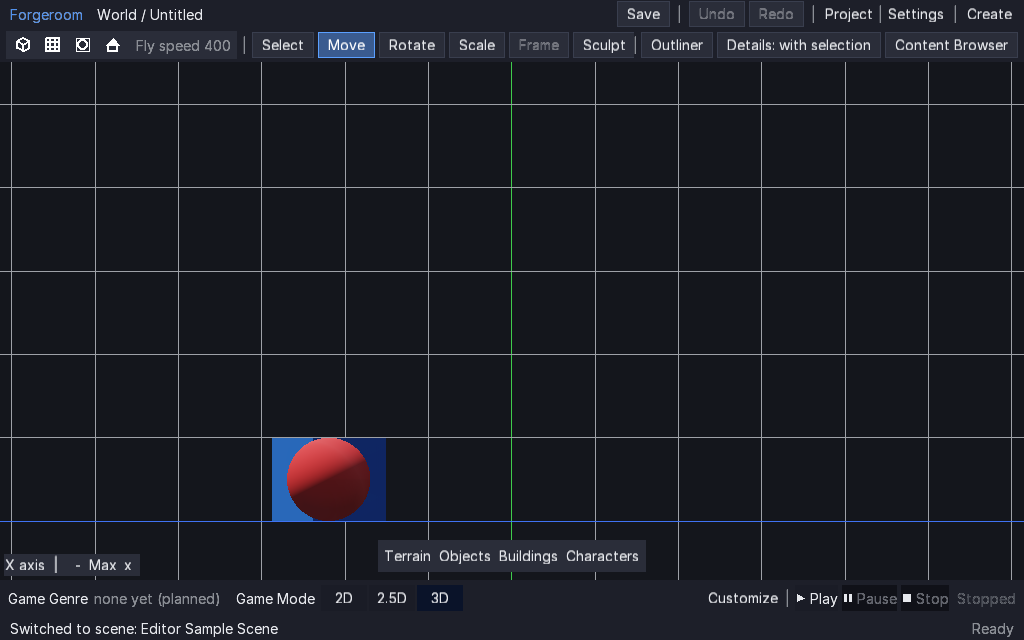 Forgeroom World / Untitled Save | Undo Redo | Project | Settings | Create
Fly speed 400 | Select Move Rotate Scale Frame Sculpt | Outliner Details: with selection Content Browser
Terrain Objects Buildings Characters
X axis | - Max x
Game Genre none yet (planned) Game Mode 2D 2.5D 3D Customize | Play Pause Stop Stopped
Switched to scene: Editor Sample Scene Ready